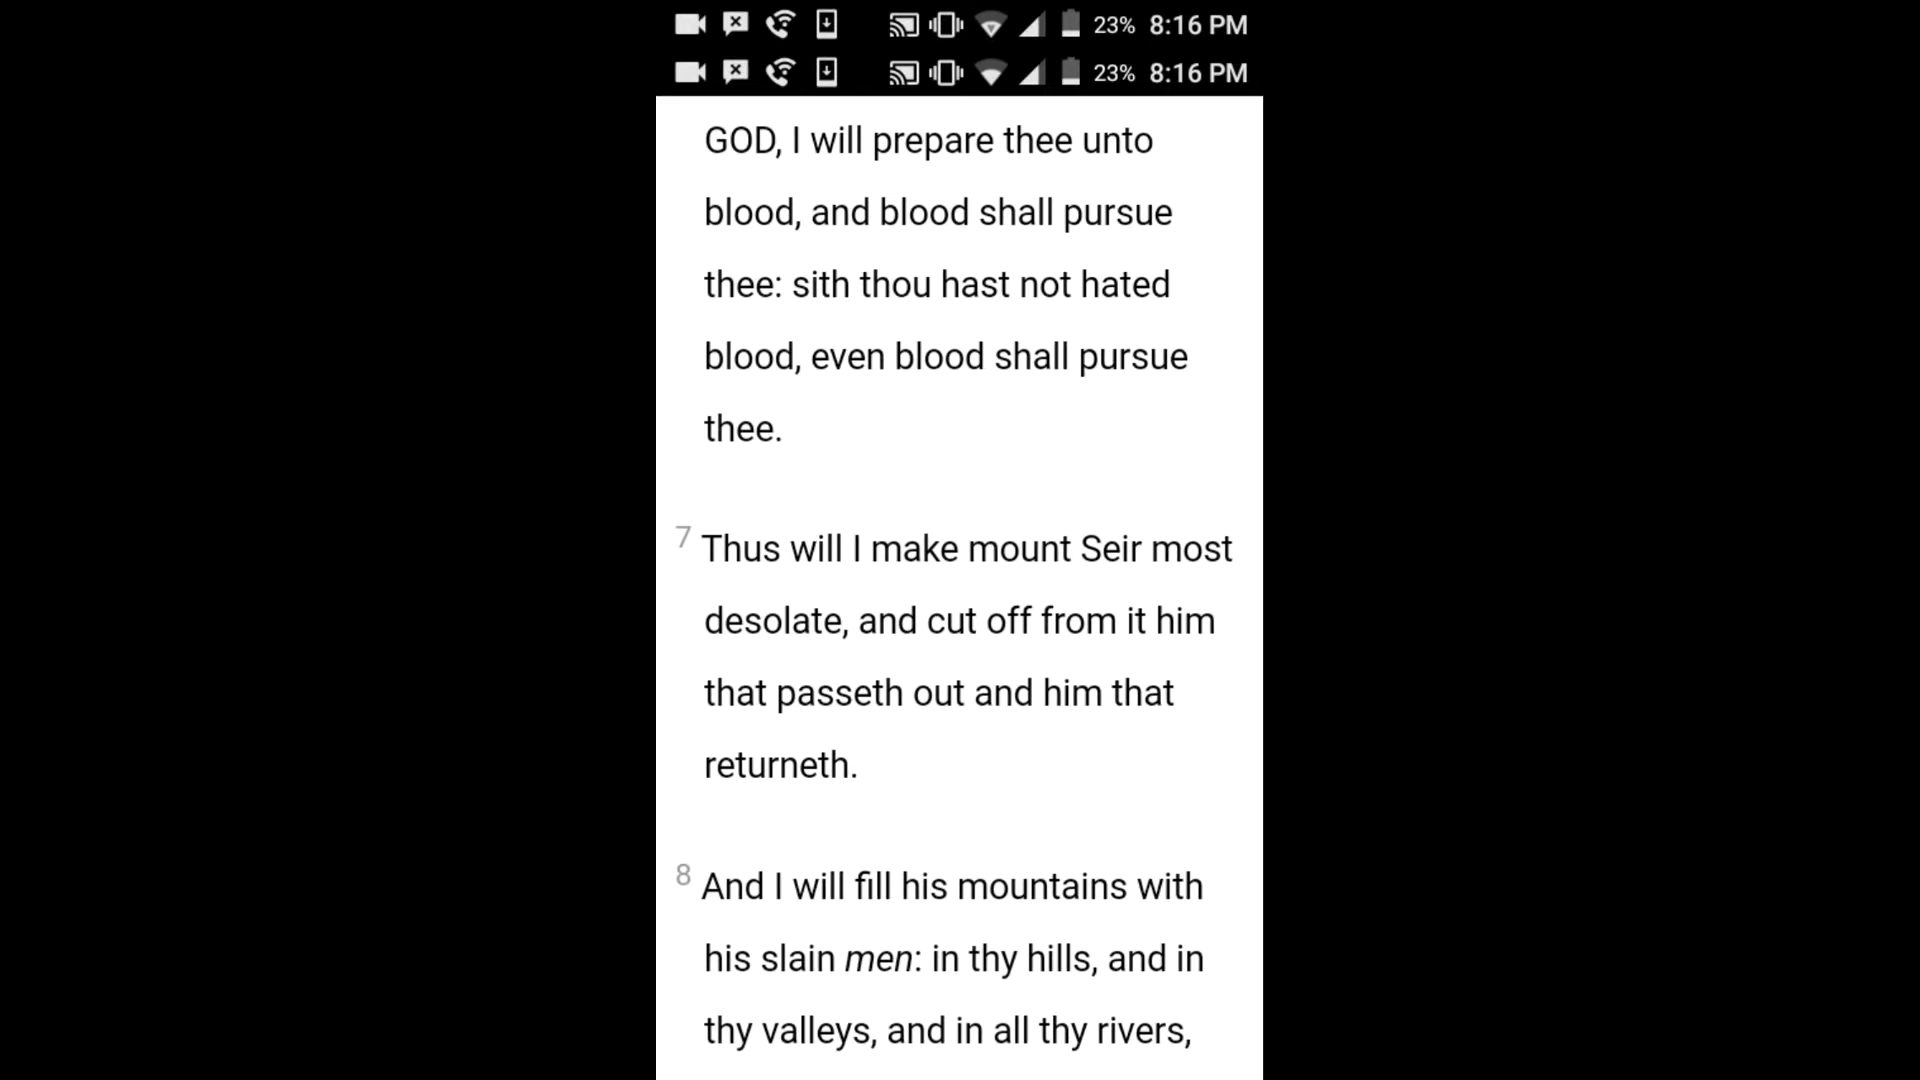 23% 8:16 PM
23% 8:16 PM
GOD, I will prepare thee unto
blood, and blood shall pursue
thee: sith thou hast not hated
blood, even blood shall pursue
thee.
7 Thus will I make mount Seir most
desolate, and cut off from it him
that passeth out and him that
returneth.
8 And I will fill his mountains with
his slain men: in thy hills, and in
thy valleys, and in all thy rivers,